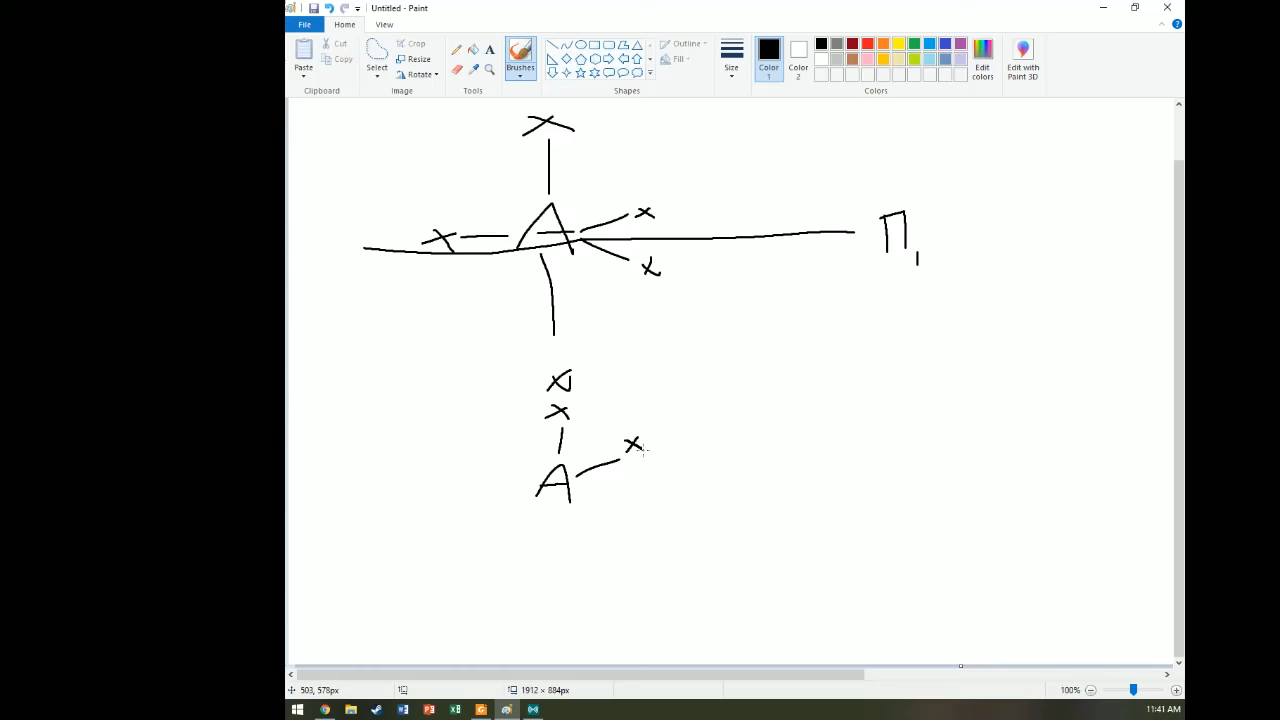 Untitled - Paint
File Home View
Cut
Copy
Paste
Clipboard
Select
Crop
Resize
Rotate
Image
A
Tools
Brushes
Shapes
Outline
Fill
Size
Color 1
Color 2
Edit colors
Edit with Paint 3D
Colors
x
x A x
x
Π₁
x
x
x
A
503, 578px
1912 × 884px
100%
11:41 AM